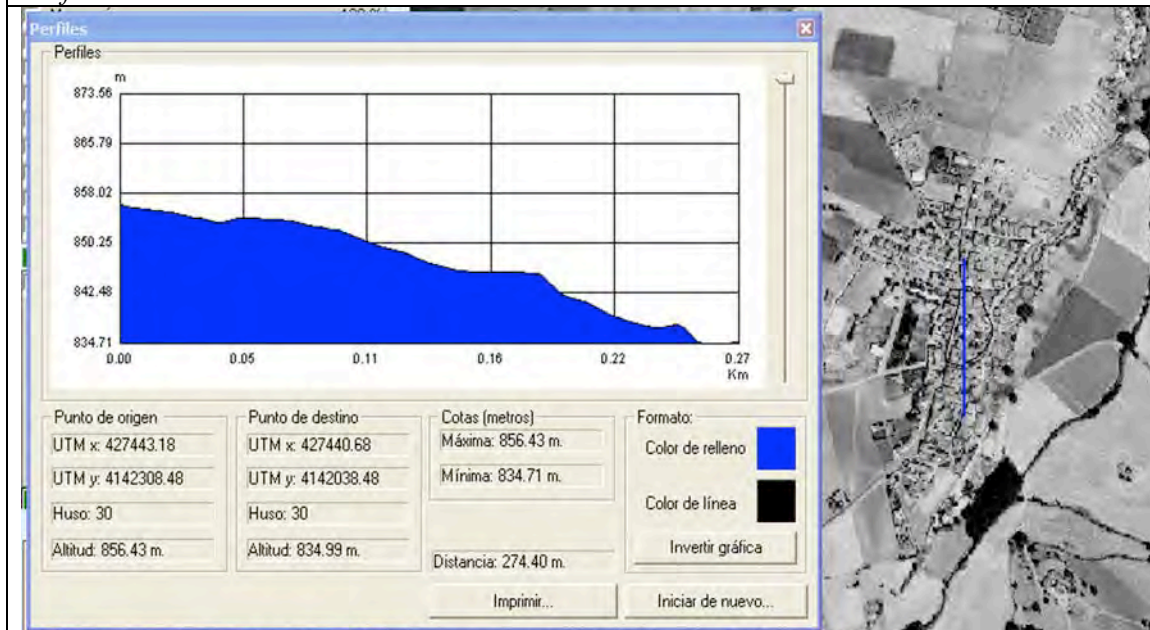 Perfiles
Perfiles
m
873.56
865.79
858.02
850.25
842.48
834.71
0.00 0.05 0.11 0.16 0.22 0.27
Km
Punto de origen
UTM x: 427443.18
UTM y: 4142308.48
Huso: 30
Altitud: 856.43 m.
Punto de destino
UTM x: 427440.68
UTM y: 4142038.48
Huso: 30
Altitud: 834.99 m.
Cotas (metros)
Máxima: 856.43 m.
Mínima: 834.71 m.
Distancia: 274.40 m.
Formato:
Color de relleno
Color de línea
Invertir gráfica
Imprimir...
Iniciar de nuevo...